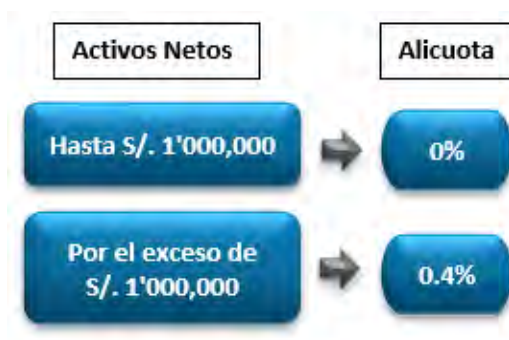 Activos Netos
Alicuota
Hasta S/. 1'000,000
0%
Por el exceso de
S/. 1'000,000
0.4%